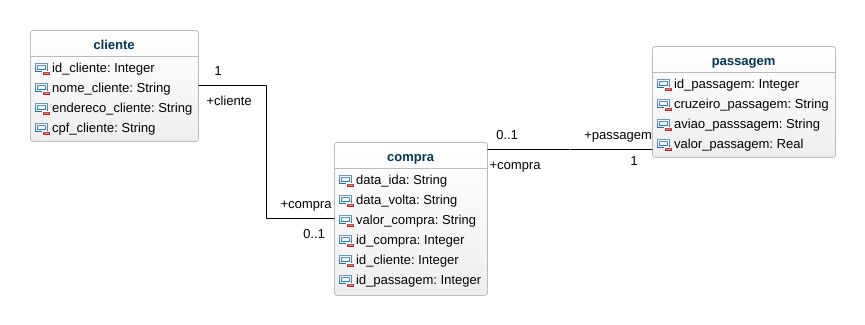 cliente
id_cliente: Integer
nome_cliente: String
endereco_cliente: String
cpf_cliente: String
1
+cliente
+compra
0..1
compra
data_ida: String
data_volta: String
valor_compra: String
id_compra: Integer
id_cliente: Integer
id_passagem: Integer
0..1
+compra
+passagem
1
passagem
id_passagem: Integer
cruzeiro_passagem: String
aviao_passsagem: String
valor_passagem: Real